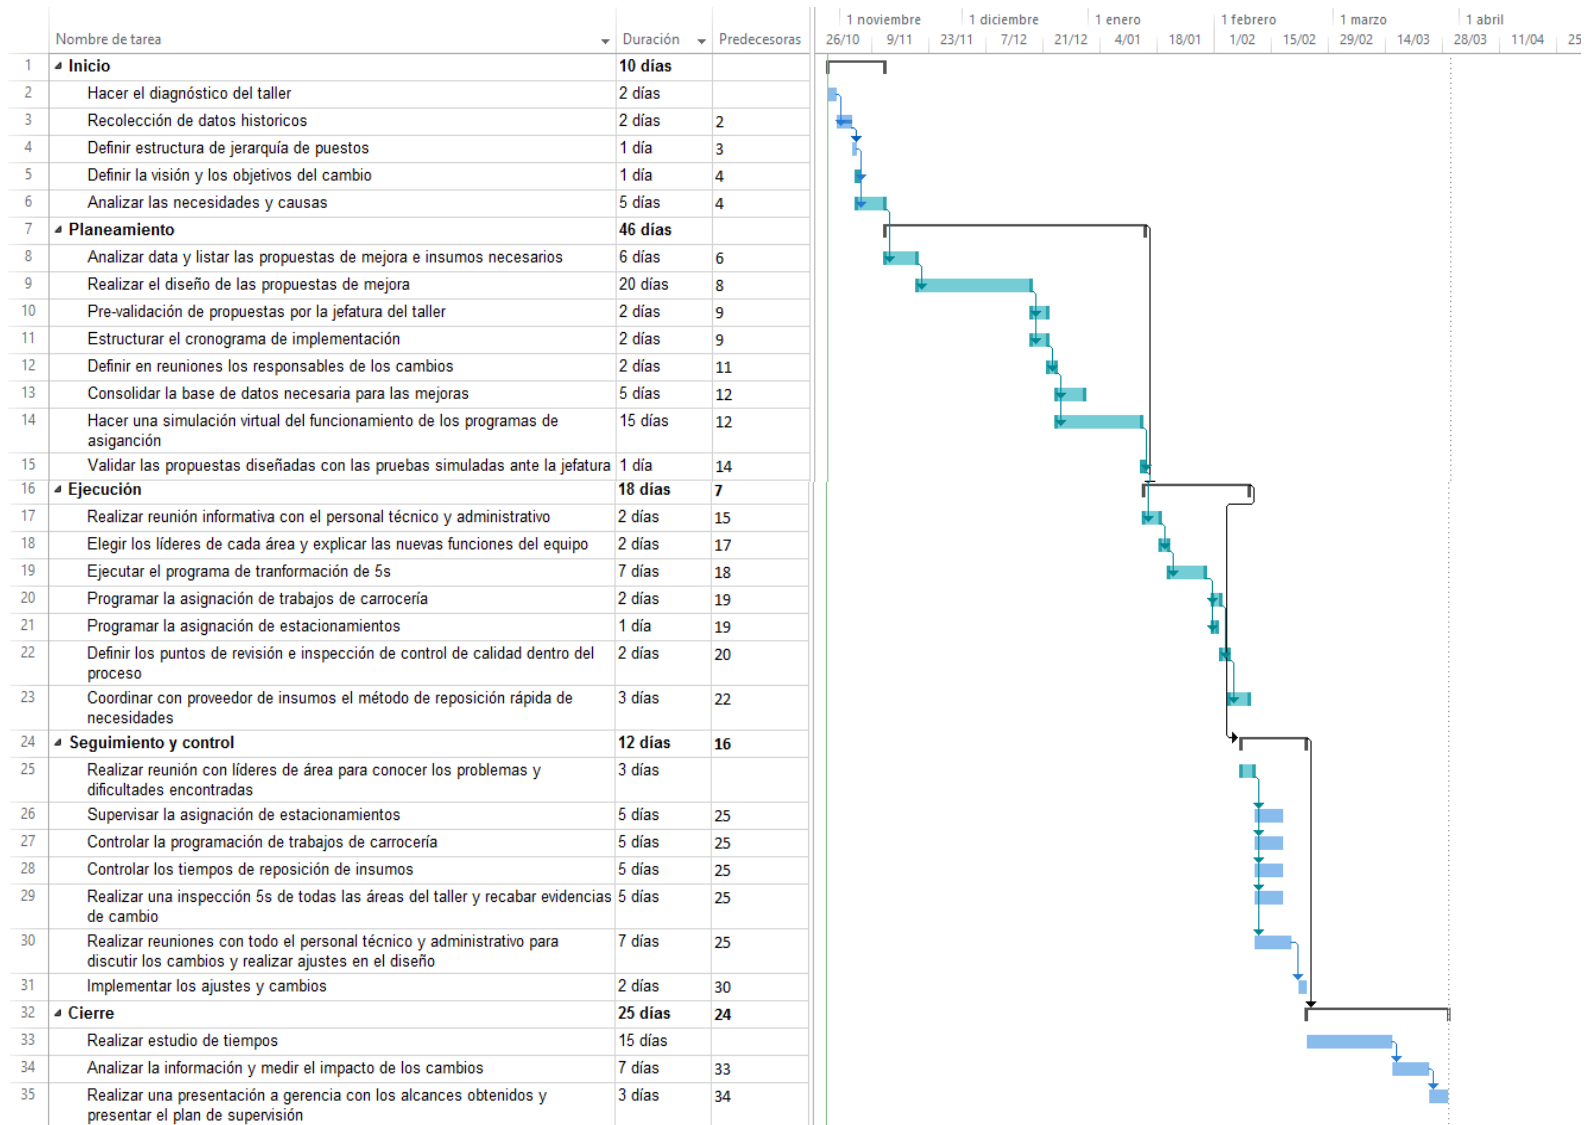 1 noviembre 1 diciembre 1 enero 1 febrero 1 marzo 1 abril
Nombre de tarea Duración Predecesoras 26/10 9/11 23/11 7/12 21/12 4/01 18/01 1/02 15/02 29/02 14/03 28/03 11/04 25
1 Inicio 10 días
2 Hacer el diagnóstico del taller 2 días
3 Recolección de datos historicos 2 días 2
4 Definir estructura de jerarquía de puestos 1 día 3
5 Definir la visión y los objetivos del cambio 1 día 4
6 Analizar las necesidades y causas 5 días 4
7 Planeamiento 46 días
8 Analizar data y listar las propuestas de mejora e insumos necesarios 6 días 6
9 Realizar el diseño de las propuestas de mejora 20 días 8
10 Pre-validación de propuestas por la jefatura del taller 2 días 9
11 Estructurar el cronograma de implementación 2 días 9
12 Definir en reuniones los responsables de los cambios 2 días 11
13 Consolidar la base de datos necesaria para las mejoras 5 días 12
14 Hacer una simulación virtual del funcionamiento de los programas de 15 días 12
asiganción
15 Validar las propuestas diseñadas con las pruebas simuladas ante la jefatura 1 día 14
16 Ejecución 18 días 7
17 Realizar reunión informativa con el personal técnico y administrativo 2 días 15
18 Elegir los líderes de cada área y explicar las nuevas funciones del equipo 2 días 17
19 Ejecutar el programa de tranformación de 5s 7 días 18
20 Programar la asignación de trabajos de carrocería 2 días 19
21 Programar la asignación de estacionamientos 1 día 19
22 Definir los puntos de revisión e inspección de control de calidad dentro del 2 días 20
proceso
23 Coordinar con proveedor de insumos el método de reposición rápida de 3 días 22
necesidades
24 Seguimiento y control 12 días 16
25 Realizar reunión con líderes de área para conocer los problemas y 3 días
dificultades encontradas
26 Supervisar la asignación de estacionamientos 5 días 25
27 Controlar la programación de trabajos de carrocería 5 días 25
28 Controlar los tiempos de reposición de insumos 5 días 25
29 Realizar una inspección 5s de todas las áreas del taller y recabar evidencias 5 días 25
de cambio
30 Realizar reuniones con todo el personal técnico y administrativo para 7 días 25
discutir los cambios y realizar ajustes en el diseño
31 Implementar los ajustes y cambios 2 días 30
32 Cierre 25 días 24
33 Realizar estudio de tiempos 15 días
34 Analizar la información y medir el impacto de los cambios 7 días 33
35 Realizar una presentación a gerencia con los alcances obtenidos y 3 días 34
presentar el plan de supervisión